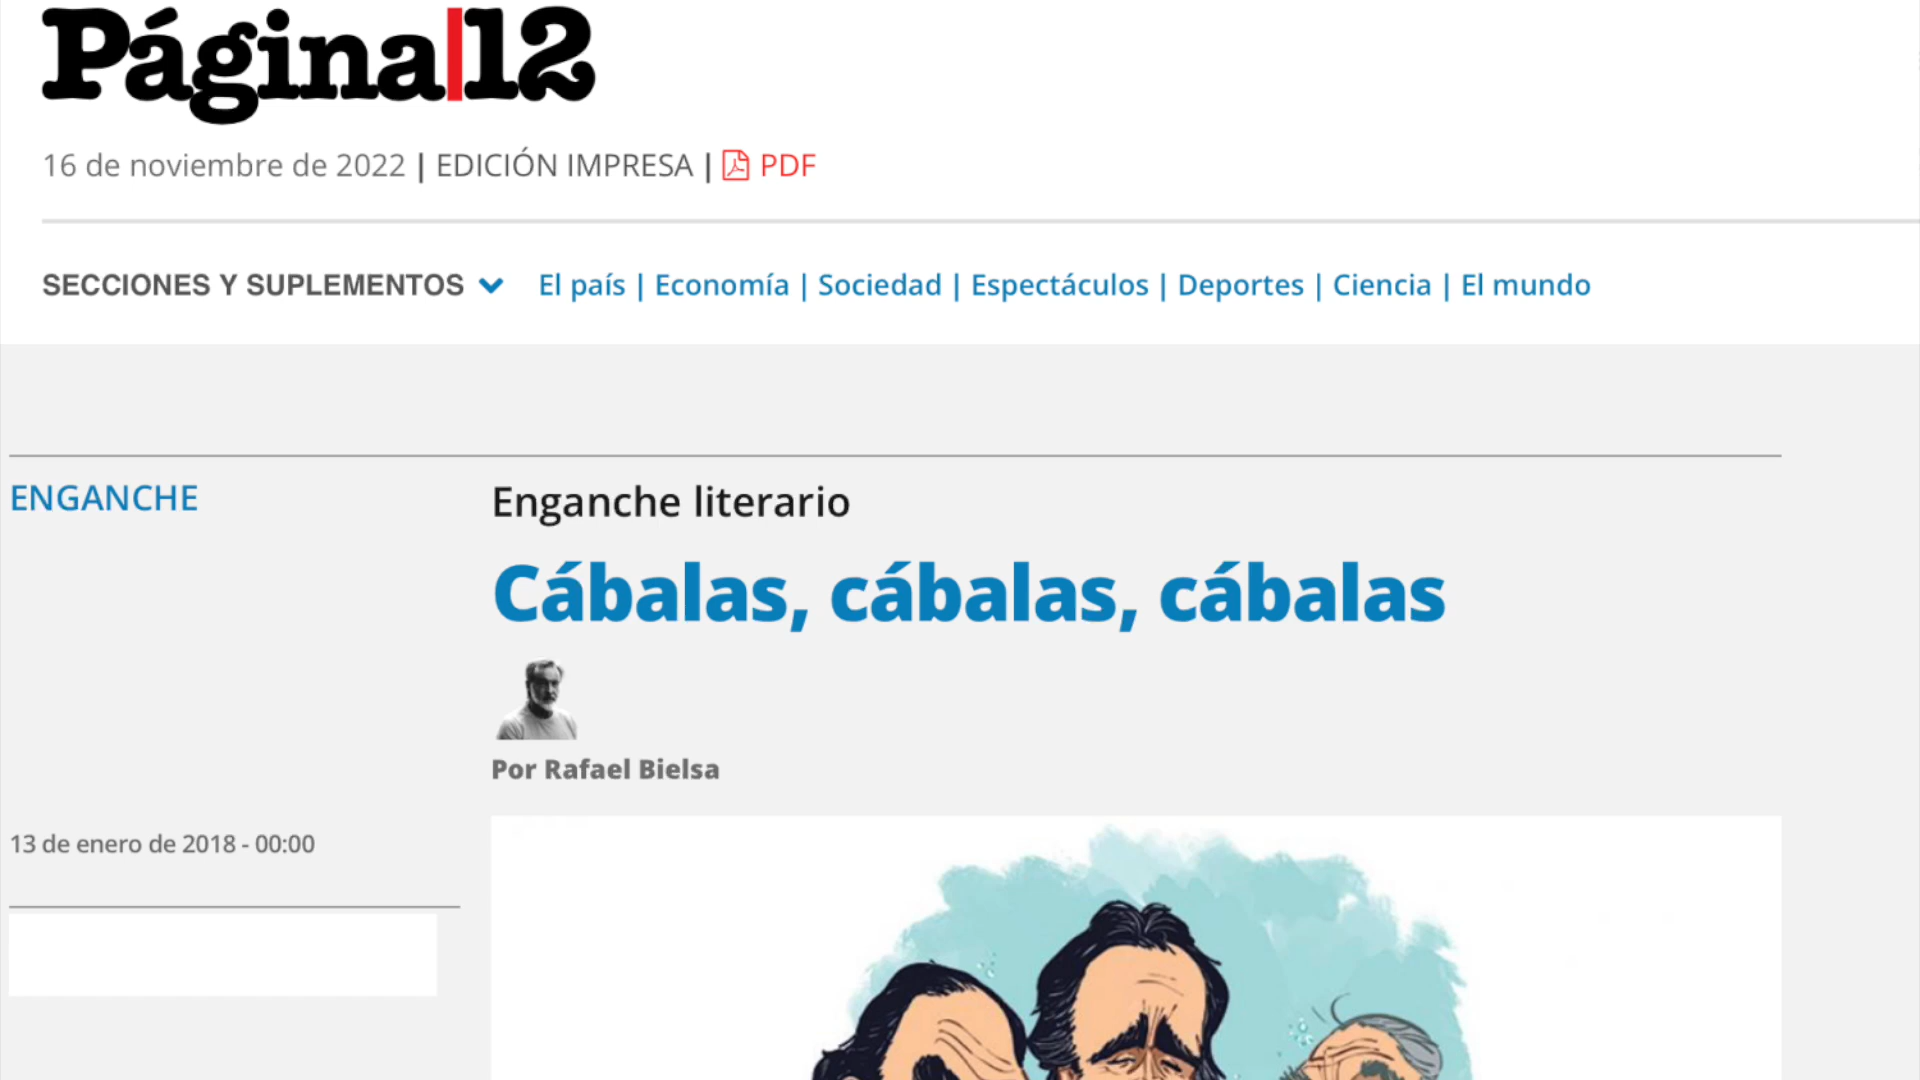 Página|12
16 de noviembre de 2022 | EDICIÓN IMPRESA | PDF
SECCIONES Y SUPLEMENTOS El país | Economía | Sociedad | Espectáculos | Deportes | Ciencia | El mundo
ENGANCHE
Enganche literario
Cábalas, cábalas, cábalas
Por Rafael Bielsa
13 de enero de 2018 - 00:00